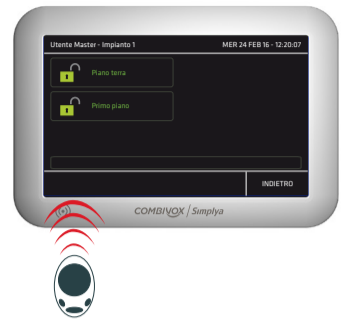 Utente Master - Impianto 1 MER 24 FEB 16 - 12:20:07
Piano terra
Primo piano
INDIETRO
COMBIVOX / Simplya